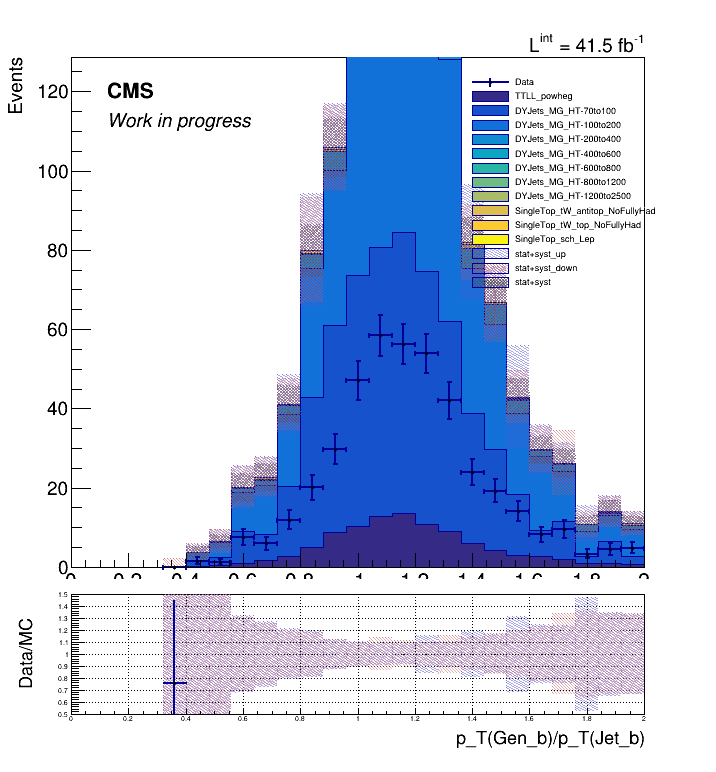 L^int = 41.5 fb^-1
Events
CMS
Work in progress
Data
TTLL_powheg
DYJets_MG_HT-70to100
DYJets_MG_HT-100to200
DYJets_MG_HT-200to400
DYJets_MG_HT-400to600
DYJets_MG_HT-600to800
DYJets_MG_HT-800to1200
DYJets_MG_HT-1200to2500
SingleTop_tW_antitop_NoFullyHad
SingleTop_tW_top_NoFullyHad
SingleTop_sch_Lep
stat+syst_up
stat+syst_down
stat+syst
120
100
80
60
40
20
0
0 0.2 0.4 0.6 0.8 1 1.2 1.4 1.6 1.8 2
Data/MC
1.5
1.4
1.3
1.2
1.1
1
0.9
0.8
0.7
0.6
0.5
0 0.2 0.4 0.6 0.8 1 1.2 1.4 1.6 1.8 2
p_T(Gen_b)/p_T(Jet_b)